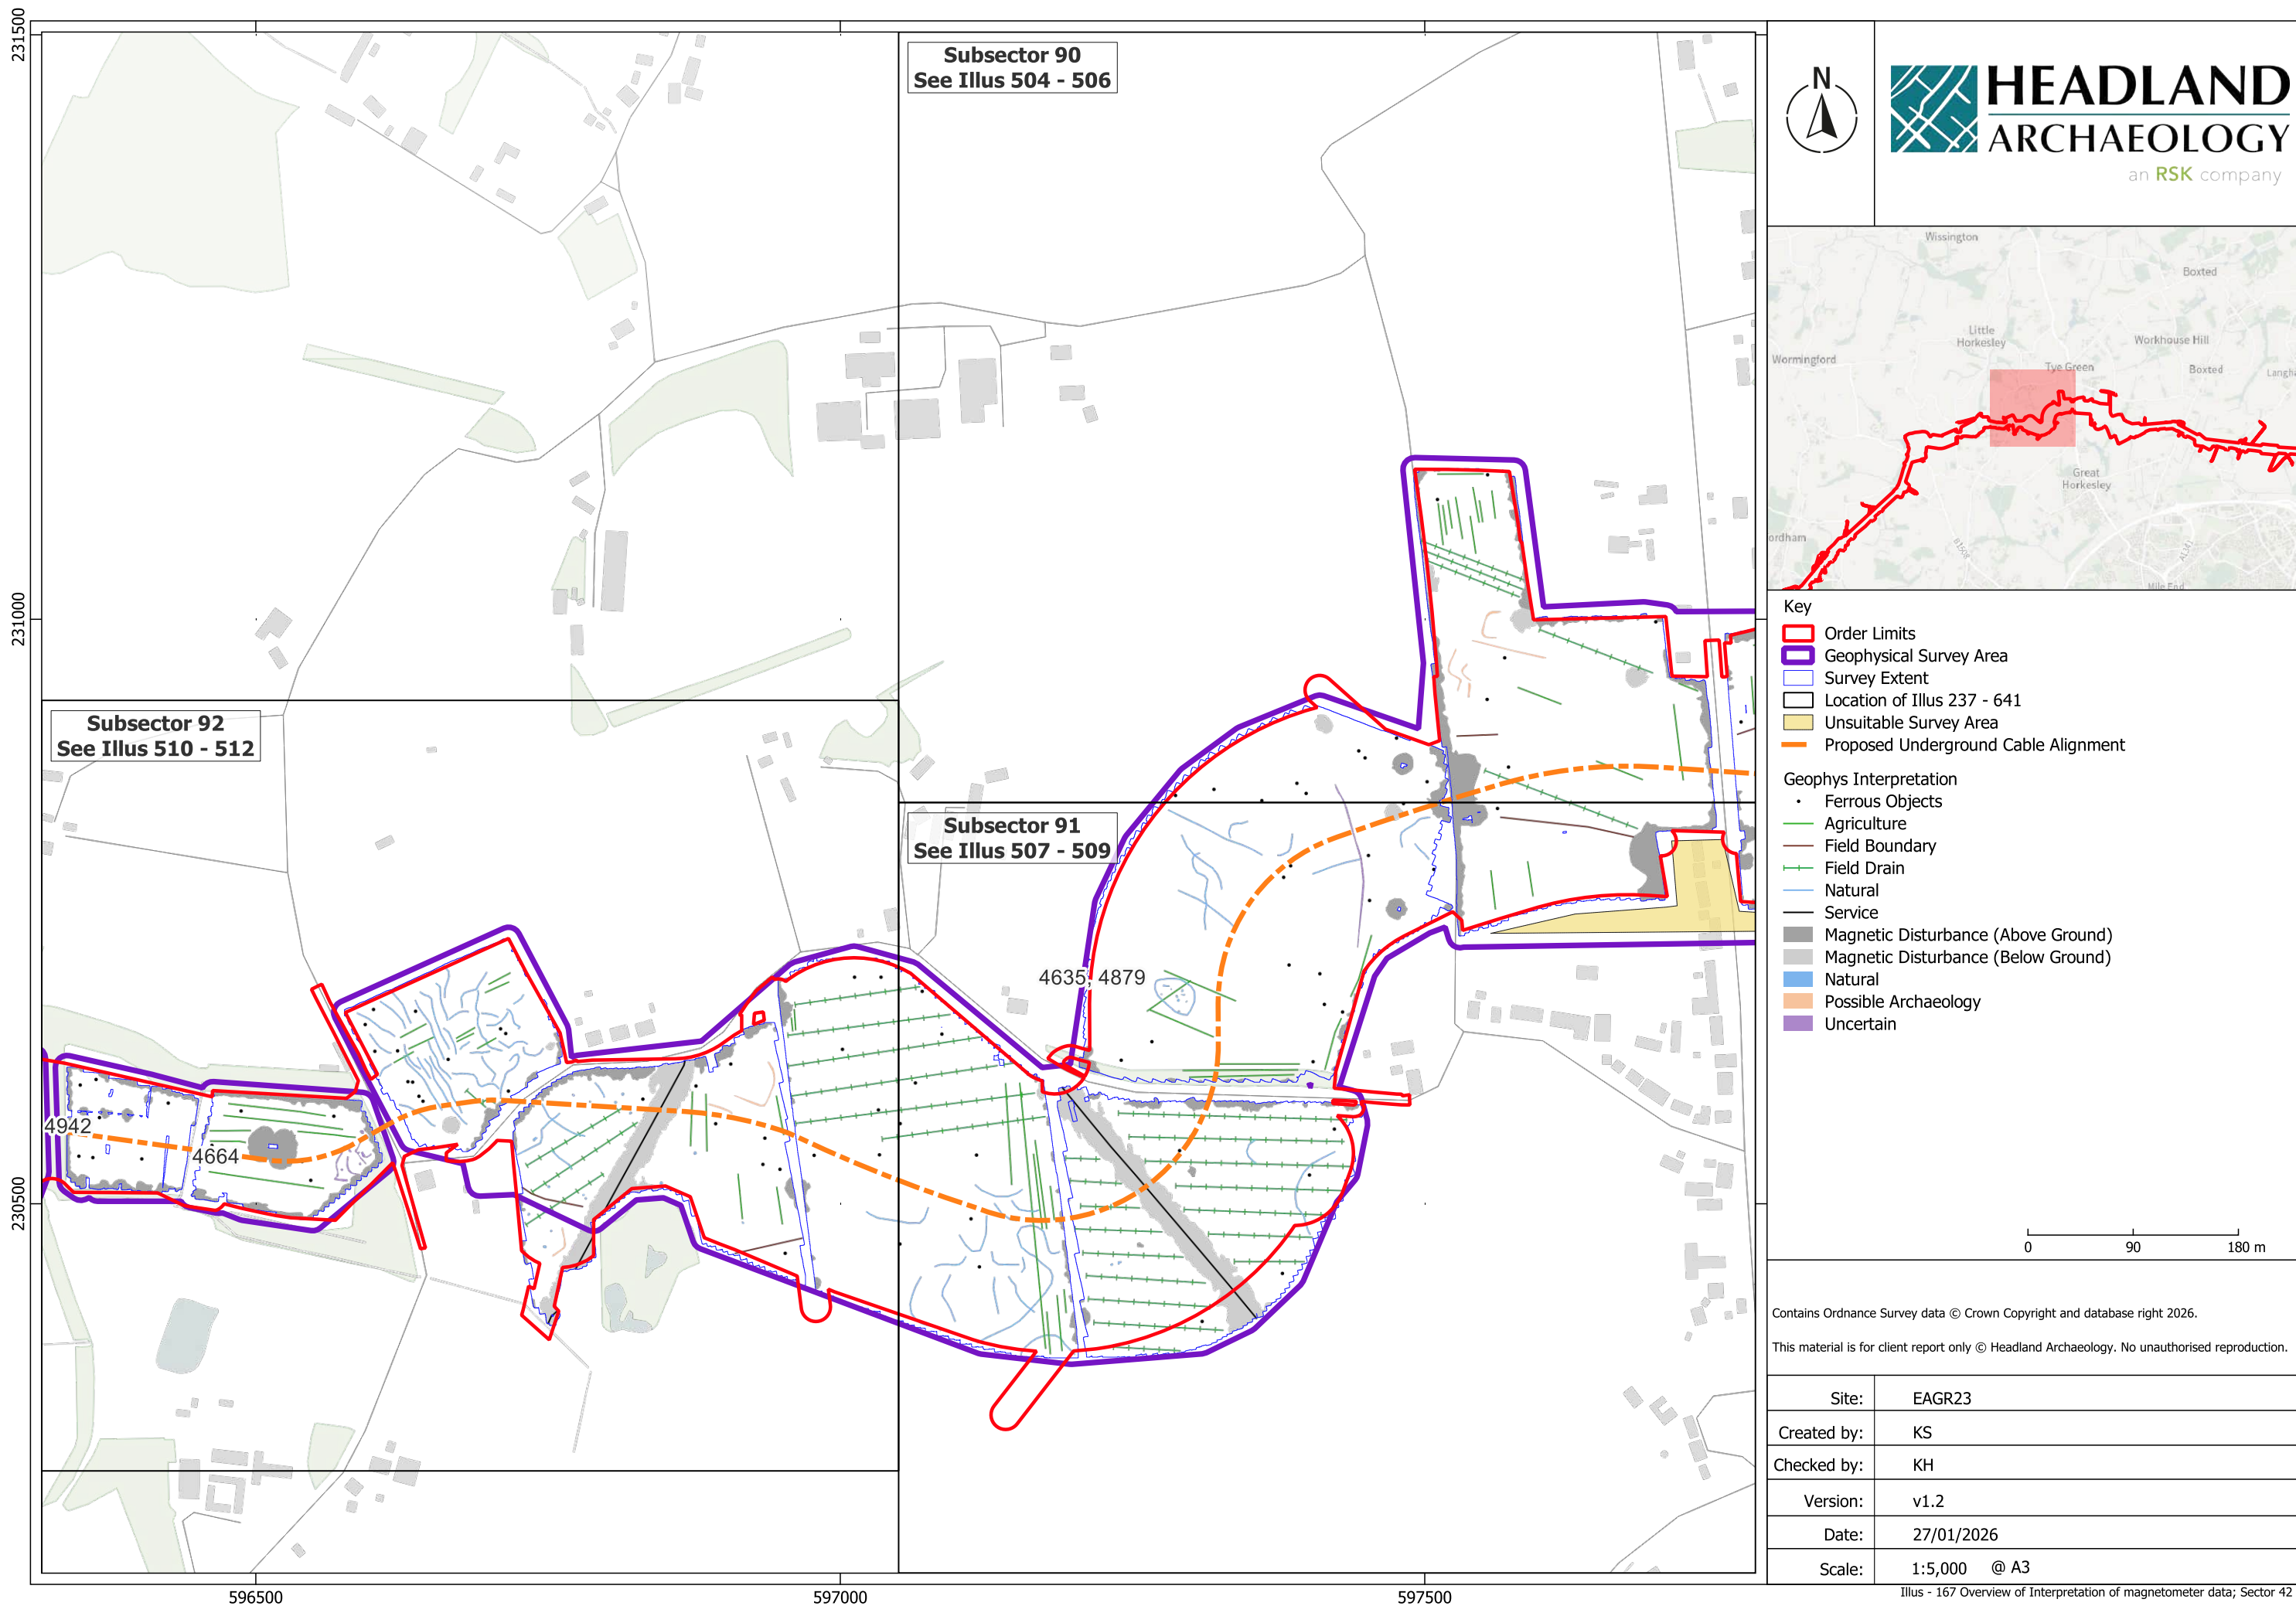 231500
231000
230500
596500
597000
597500
Subsector 90
See Illus 504 - 506
Subsector 92
See Illus 510 - 512
Subsector 91
See Illus 507 - 509
4635, 4879
4942
4664
N
HEADLAND
ARCHAEOLOGY
an RSK company
Wissington
Boxted
Little
Horkesley
Workhouse Hill
Wormingford
Tye Green
Boxted
Langha
Great
Horkesley
ordham
Mile End
Key
Order Limits
Geophysical Survey Area
Survey Extent
Location of Illus 237 - 641
Unsuitable Survey Area
Proposed Underground Cable Alignment
Geophys Interpretation
Ferrous Objects
Agriculture
Field Boundary
Field Drain
Natural
Service
Magnetic Disturbance (Above Ground)
Magnetic Disturbance (Below Ground)
Natural
Possible Archaeology
Uncertain
0 90 180 m
Contains Ordnance Survey data © Crown Copyright and database right 2026.
This material is for client report only © Headland Archaeology. No unauthorised reproduction.
Site: EAGR23
Created by: KS
Checked by: KH
Version: v1.2
Date: 27/01/2026
Scale: 1:5,000 @ A3
Illus - 167 Overview of Interpretation of magnetometer data; Sector 42